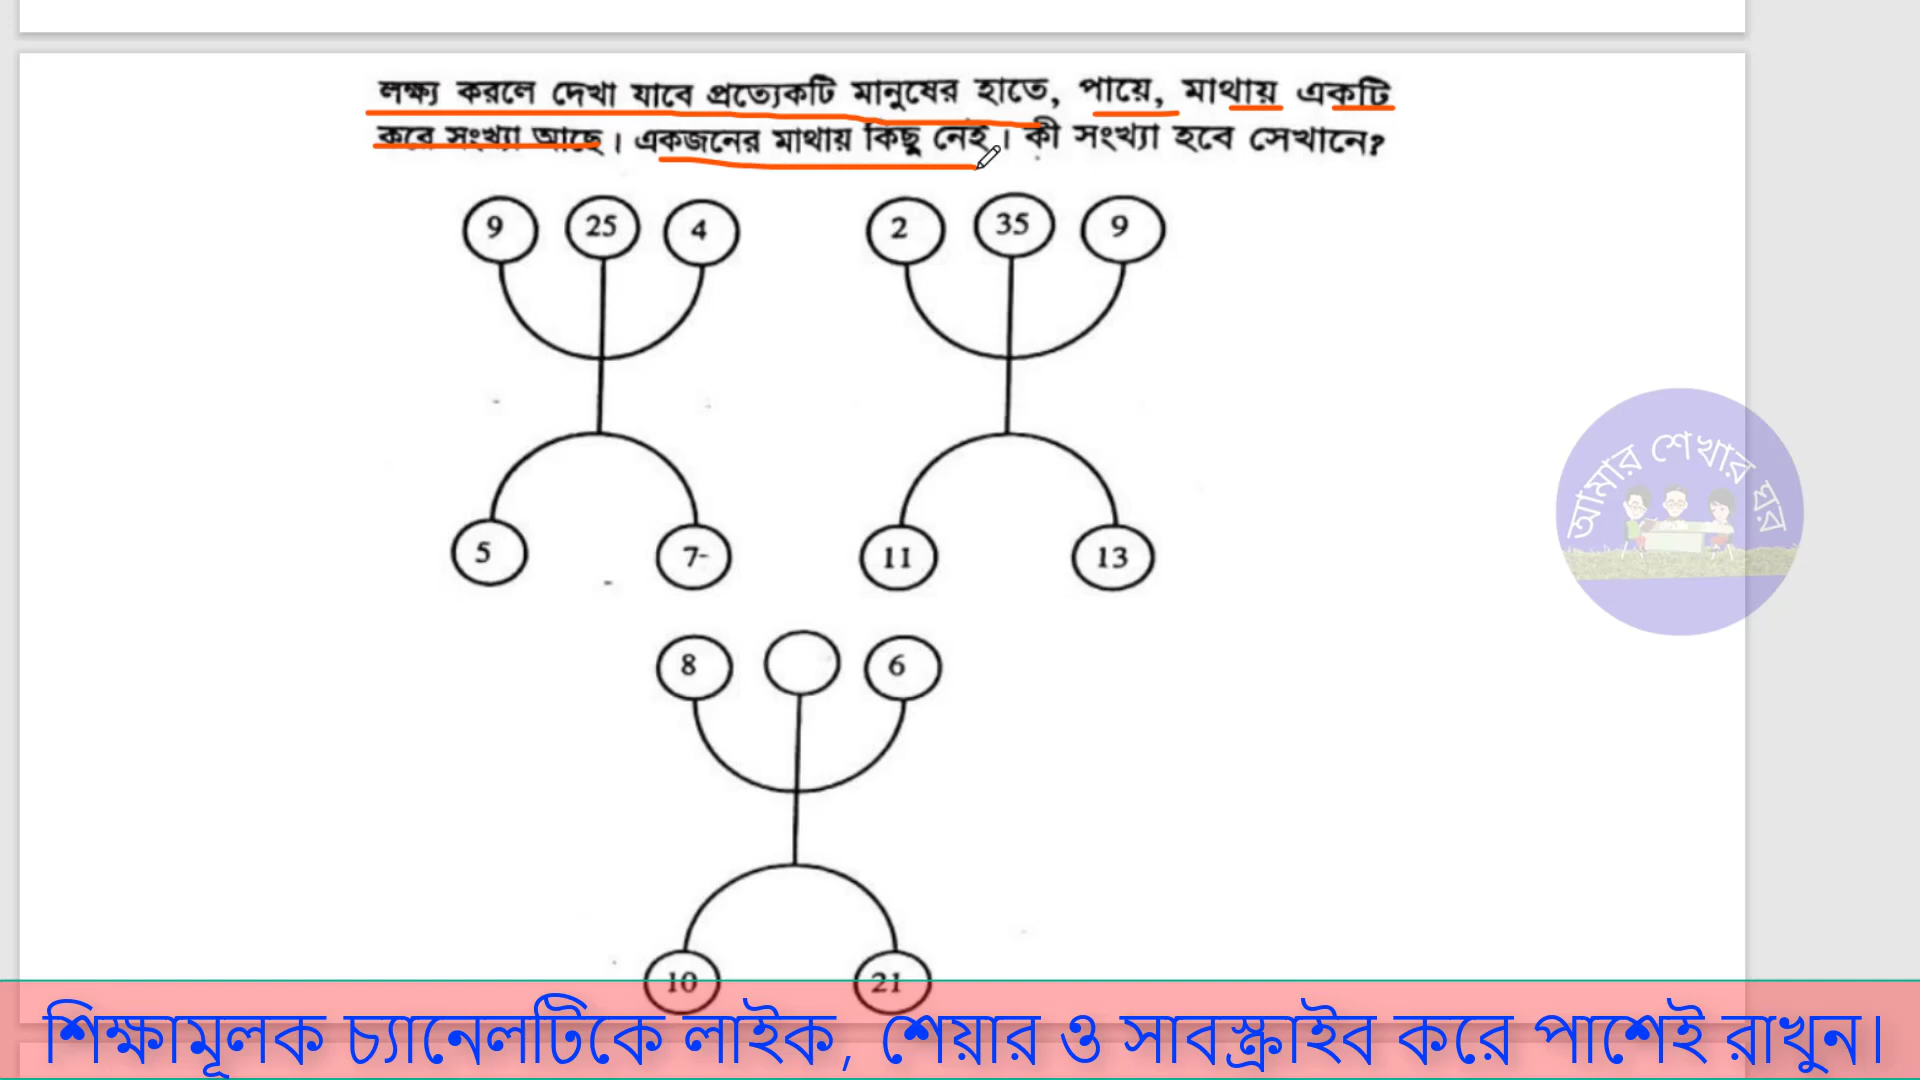 লক্ষ্য করলে দেখা যাবে প্রত্যেকটি মানুষের হাতে, পায়ে, মাথায় একটি
করে সংখ্যা আছে। একজনের মাথায় কিছু নেই। কী সংখ্যা হবে সেখানে?
9 25 4 2 35 9
5 7- 11 13
8 6
10 21
আমার শেখার ঘর
শিক্ষামূলক চ্যানেলটিকে লাইক, শেয়ার ও সাবস্ক্রাইব করে পাশেই রাখুন।